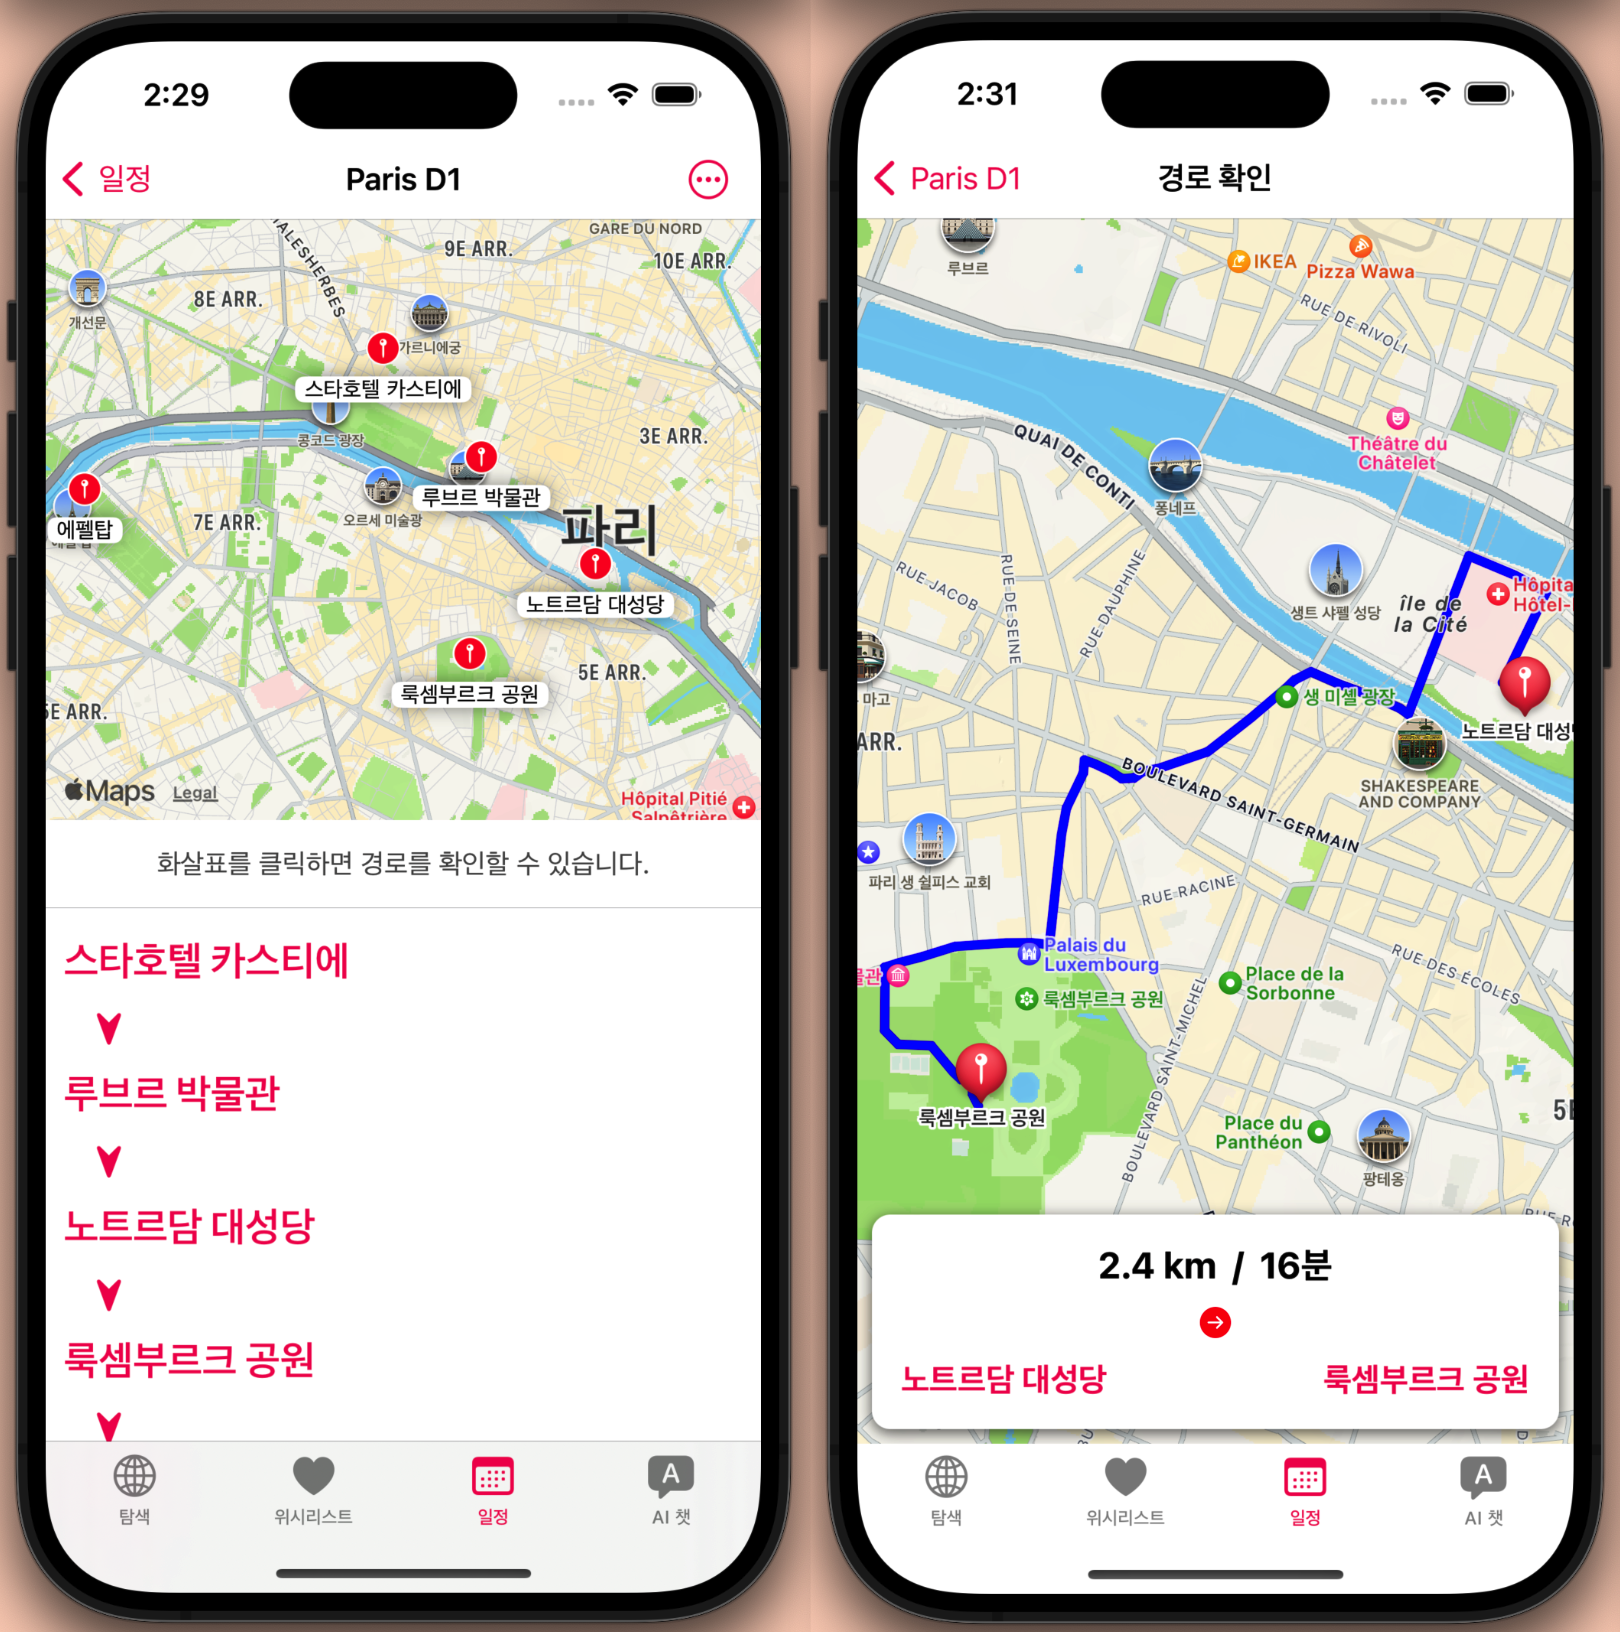 2:29
일정
Paris D1
GARE DU NORD
MALESHERBES
9E ARR.
10E ARR.
8E ARR.
개선문
가르니에궁
스타호텔 카스티에
콩코드 광장
3E ARR.
루브르 박물관
오르세 미술관
7E ARR.
에펠탑
파리
노트르담 대성당
5E ARR.
룩셈부르크 공원
5E ARR.
Maps
Legal
Hôpital Pitié
Salpêtrière
화살표를 클릭하면 경로를 확인할 수 있습니다.
스타호텔 카스티에
루브르 박물관
노트르담 대성당
룩셈부르크 공원
탐색
위시리스트
일정
A
AI 챗
2:31
Paris D1
경로 확인
루브르
IKEA
Pizza Wawa
RUE DE RIVOLI
Théâtre du
Châtelet
QUAI DE CONTI
퐁네프
RUE JACOB
RUE DE SEINE
RUE DAUPHINE
생트 샤펠 성당
île de
la Cité
Hôpita
Hôtel-
마고
생 미셸 광장
노트르담 대성
ARR.
BOULEVARD SAINT-GERMAIN
SHAKESPEARE
AND COMPANY
파리 생 쉴피스 교회
RUE RACINE
Palais du
Luxembourg
물관
룩셈부르크 공원
Place de la
Sorbonne
RUE DES ÉCOLES
BOULEVARD SAINT-MICHEL
룩셈부르크 공원
Place du
Panthéon
팡테옹
5E
RUE R
2.4 km / 16분
노트르담 대성당
룩셈부르크 공원
탐색
위시리스트
일정
A
AI 챗